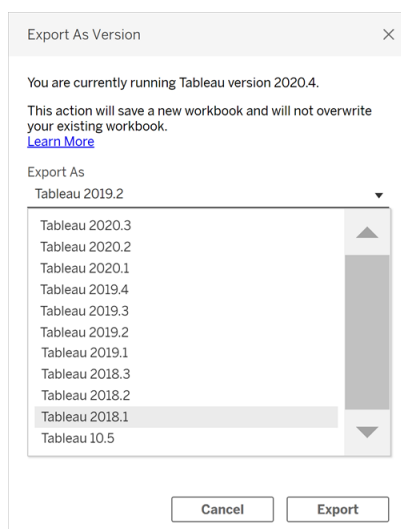 Export As Version
You are currently running Tableau version 2020.4.
This action will save a new workbook and will not overwrite
your existing workbook.
Learn More
Export As
Tableau 2019.2
Tableau 2020.3
Tableau 2020.2
Tableau 2020.1
Tableau 2019.4
Tableau 2019.3
Tableau 2019.2
Tableau 2019.1
Tableau 2018.3
Tableau 2018.2
Tableau 2018.1
Tableau 10.5
Cancel Export